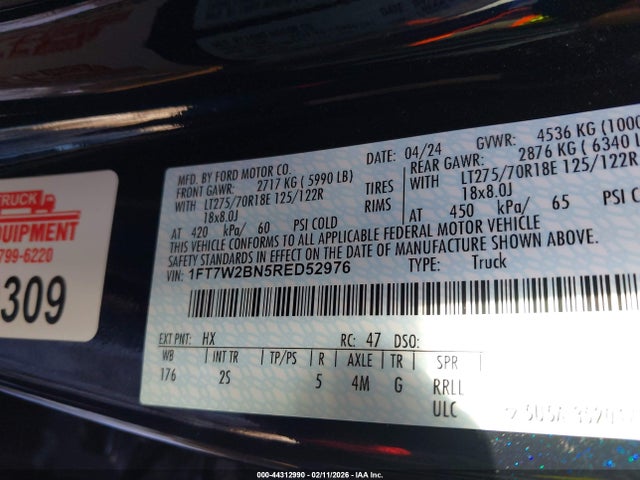 MFD. BY FORD MOTOR CO.
DATE: 04/24
GVWR: 4536 KG (1000
FRONT GAWR: 2717 KG ( 5990 LB)
REAR GAWR: 2876 KG ( 6340 L
WITH LT275/70R18E 125/122R TIRES
WITH LT275/70R18E 125/122R
18x8.0J RIMS
18x8.0J
AT 420 kPa/ 60 PSI COLD
AT 450 kPa/ 65 PSI COL
THIS VEHICLE CONFORMS TO ALL APPLICABLE FEDERAL MOTOR VEHICLE
SAFETY STANDARDS IN EFFECT ON THE DATE OF MANUFACTURE SHOWN ABOVE.
VIN: 1FT7W2BN5RED52976
TYPE: Truck
EXT PNT: HX RC: 47 DSO:
WB INT TR TP/PS R AXLE TR SPR
176 2S 5 4M G RRLL
ULC
TRUCK
EQUIPMENT
799-6220
309
000-44312990 - 02/11/2026 - IAA Inc.